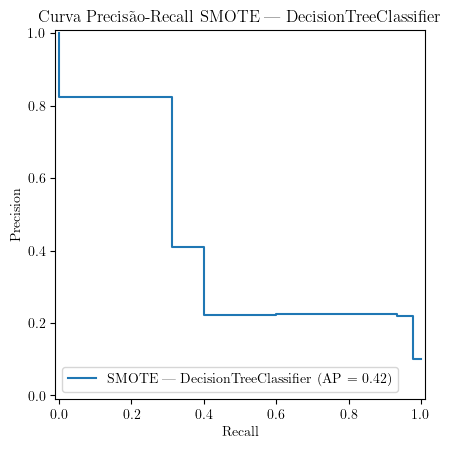 Curva Precisão-Recall SMOTE — DecisionTreeClassifier
1.0
0.8
0.6
0.4
0.2
0.0
Precision
SMOTE — DecisionTreeClassifier (AP = 0.42)
0.0 0.2 0.4 0.6 0.8 1.0
Recall